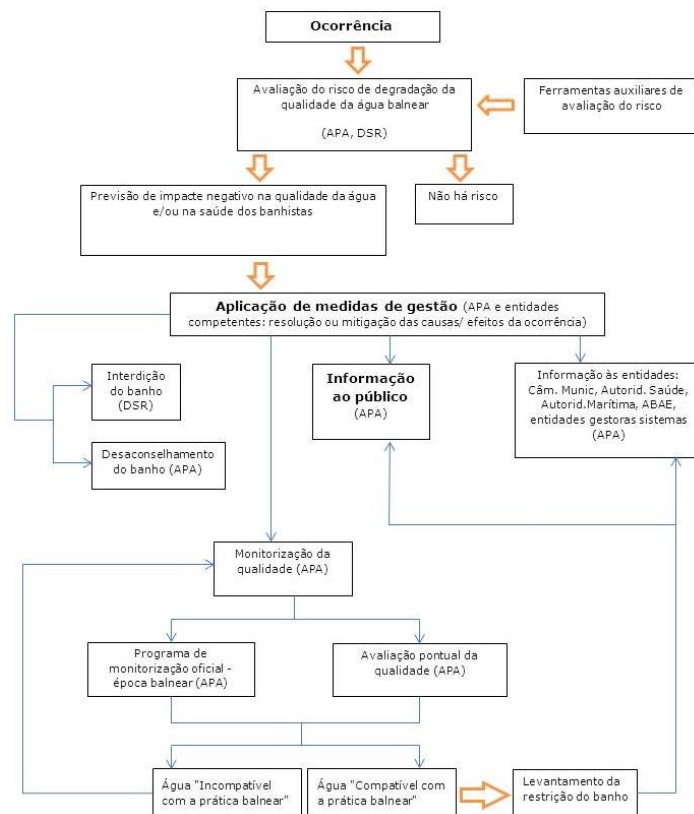 Ocorrência
Avaliação do risco de degradação da
qualidade da água balnear
(APA, DSR)
Ferramentas auxiliares de
avaliação do risco
Previsão de impacte negativo na qualidade da água
e/ou na saúde dos banhistas
Não há risco
Aplicação de medidas de gestão (APA e entidades
competentes: resolução ou mitigação das causas/ efeitos da ocorrência)
Interdição
do banho
(DSR)
Informação
ao público
(APA)
Informação às entidades:
Câm. Munic, Autorid. Saúde,
Autorid.Marítima, ABAE,
entidades gestoras sistemas
(APA)
Desaconselhamento
do banho (APA)
Monitorização da
qualidade (APA)
Programa de
monitorização oficial -
época balnear (APA)
Avaliação pontual da
qualidade (APA)
Água "Incompatível
com a prática balnear"
Água "Compatível com
a prática balnear"
Levantamento da
restrição do banho